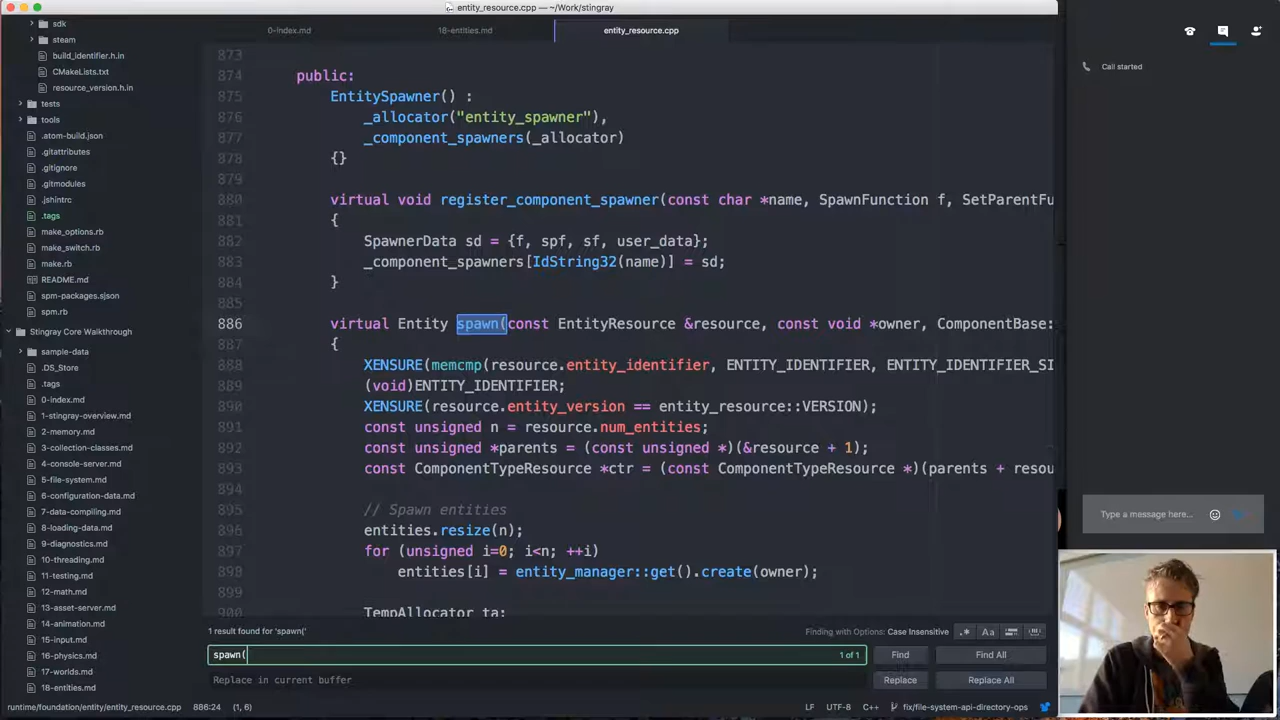 entity_resource.cpp — ~/Work/stingray
sdk
steam
build_identifier.h.in
CMakeLists.txt
resource_version.h.in
tests
tools
.atom-build.json
.gitattributes
.gitignore
.gitmodules
.jshintrc
.tags
make_options.rb
make_switch.rb
make.rb
README.md
spm-packages.sjson
spm.rb
Stingray Core Walkthrough
sample-data
.DS_Store
.tags
0-index.md
1-stingray-overview.md
2-memory.md
3-collection-classes.md
4-console-server.md
5-file-system.md
6-configuration-data.md
7-data-compiling.md
8-loading-data.md
9-diagnostics.md
10-threading.md
11-testing.md
12-math.md
13-asset-server.md
14-animation.md
15-input.md
16-physics.md
17-worlds.md
18-entities.md
0-index.md 18-entities.md entity_resource.cpp
873
874 public:
875 EntitySpawner() :
876 _allocator("entity_spawner"),
877 _component_spawners(_allocator)
878 {}
879
880 virtual void register_component_spawner(const char *name, SpawnFunction f, SetParentFu
881 {
882 SpawnerData sd = {f, spf, sf, user_data};
883 _component_spawners[IdString32(name)] = sd;
884 }
885
886 virtual Entity spawn(const EntityResource &resource, const void *owner, ComponentBase:
887 {
888 XENSURE(memcmp(resource.entity_identifier, ENTITY_IDENTIFIER, ENTITY_IDENTIFIER_SI
889 (void)ENTITY_IDENTIFIER;
890 XENSURE(resource.entity_version == entity_resource::VERSION);
891 const unsigned n = resource.num_entities;
892 const unsigned *parents = (const unsigned *)(&resource + 1);
893 const ComponentTypeResource *ctr = (const ComponentTypeResource *)(parents + resou
894
895 // Spawn entities
896 entities.resize(n);
897 for (unsigned i=0; i<n; ++i)
898 entities[i] = entity_manager::get().create(owner);
899
900 TempAllocator ta;
1 result found for 'spawn(' Finding with Options: Case Insensitive .* Aa
spawn( 1 of 1 Find Find All
Replace in current buffer Replace Replace All
runtime/foundation/entity/entity_resource.cpp 886:24 (1, 6) LF UTF-8 C++ fix/file-system-api-directory-ops
Call started
Type a message here...